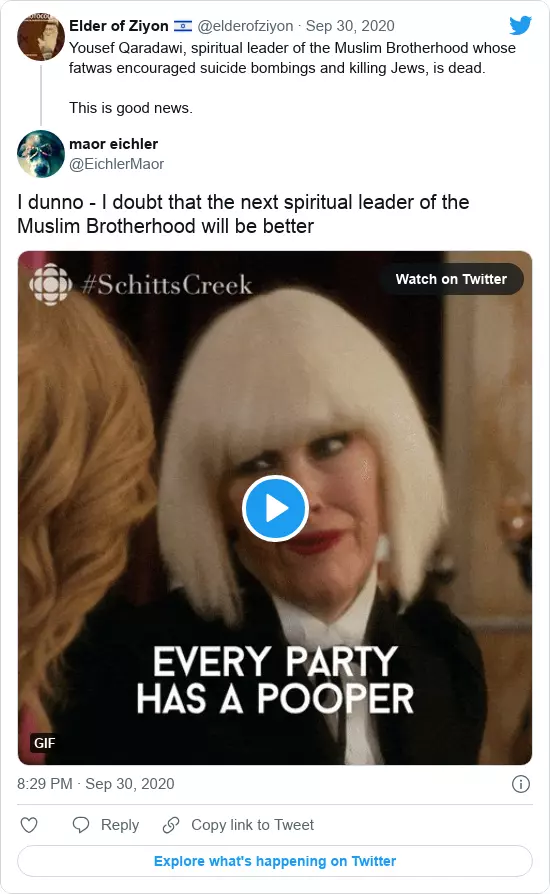 Elder of Ziyon 🇮🇱 @elderofziyon · Sep 30, 2020
Yousef Qaradawi, spiritual leader of the Muslim Brotherhood whose
fatwas encouraged suicide bombings and killing Jews, is dead.
This is good news.
maor eichler
@EichlerMaor
I dunno - I doubt that the next spiritual leader of the
Muslim Brotherhood will be better
#SchittsCreek
Watch on Twitter
EVERY PARTY
HAS A POOPER
GIF
8:29 PM · Sep 30, 2020
Reply
Copy link to Tweet
Explore what's happening on Twitter